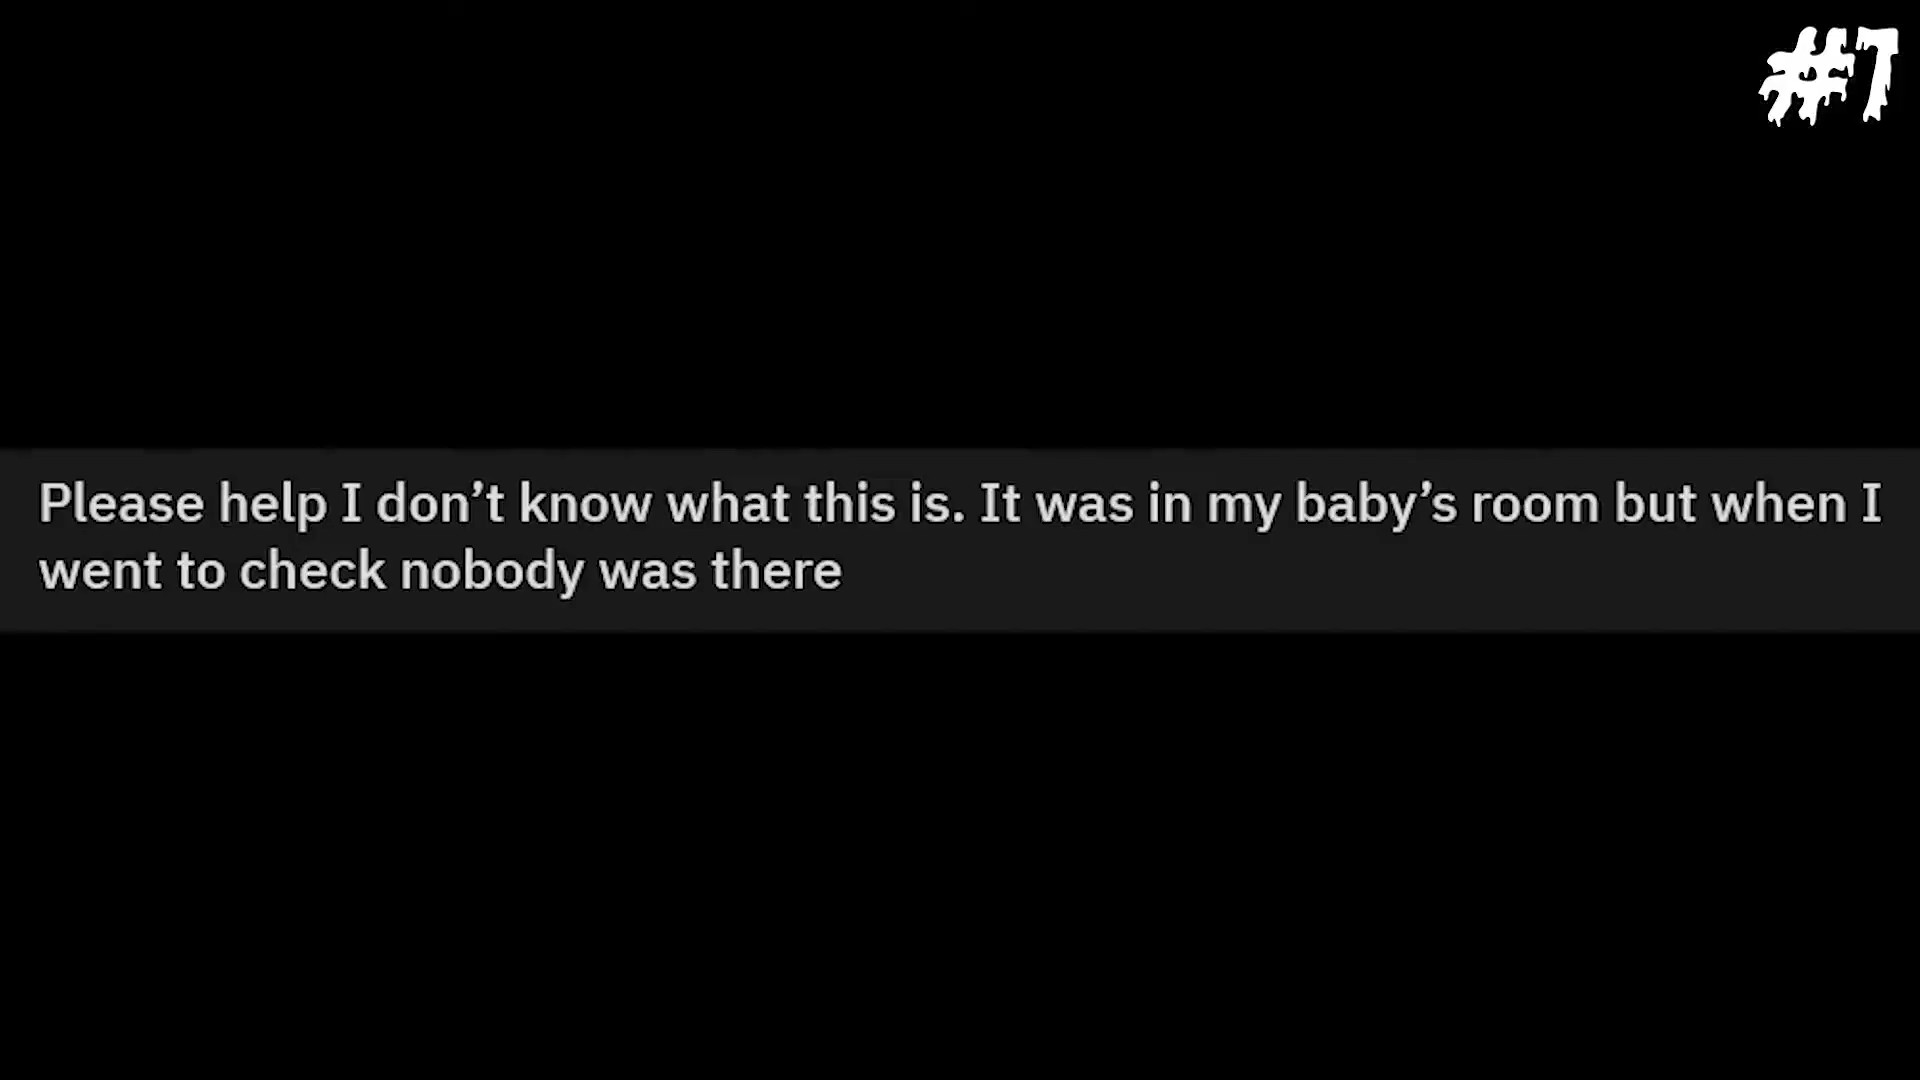 #7
Please help I don’t know what this is. It was in my baby’s room but when I
went to check nobody was there